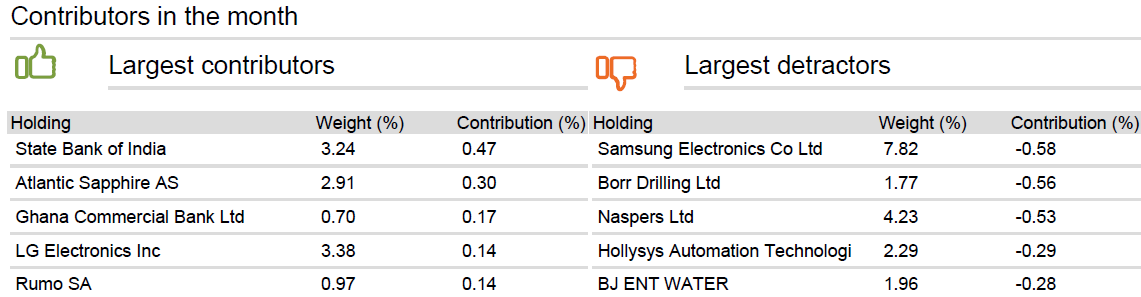 Contributors in the month
Largest contributors
Holding Weight (%) Contribution (%)
State Bank of India 3.24 0.47
Atlantic Sapphire AS 2.91 0.30
Ghana Commercial Bank Ltd 0.70 0.17
LG Electronics Inc 3.38 0.14
Rumo SA 0.97 0.14
Largest detractors
Holding Weight (%) Contribution (%)
Samsung Electronics Co Ltd 7.82 -0.58
Borr Drilling Ltd 1.77 -0.56
Naspers Ltd 4.23 -0.53
Hollysys Automation Technologi 2.29 -0.29
BJ ENT WATER 1.96 -0.28